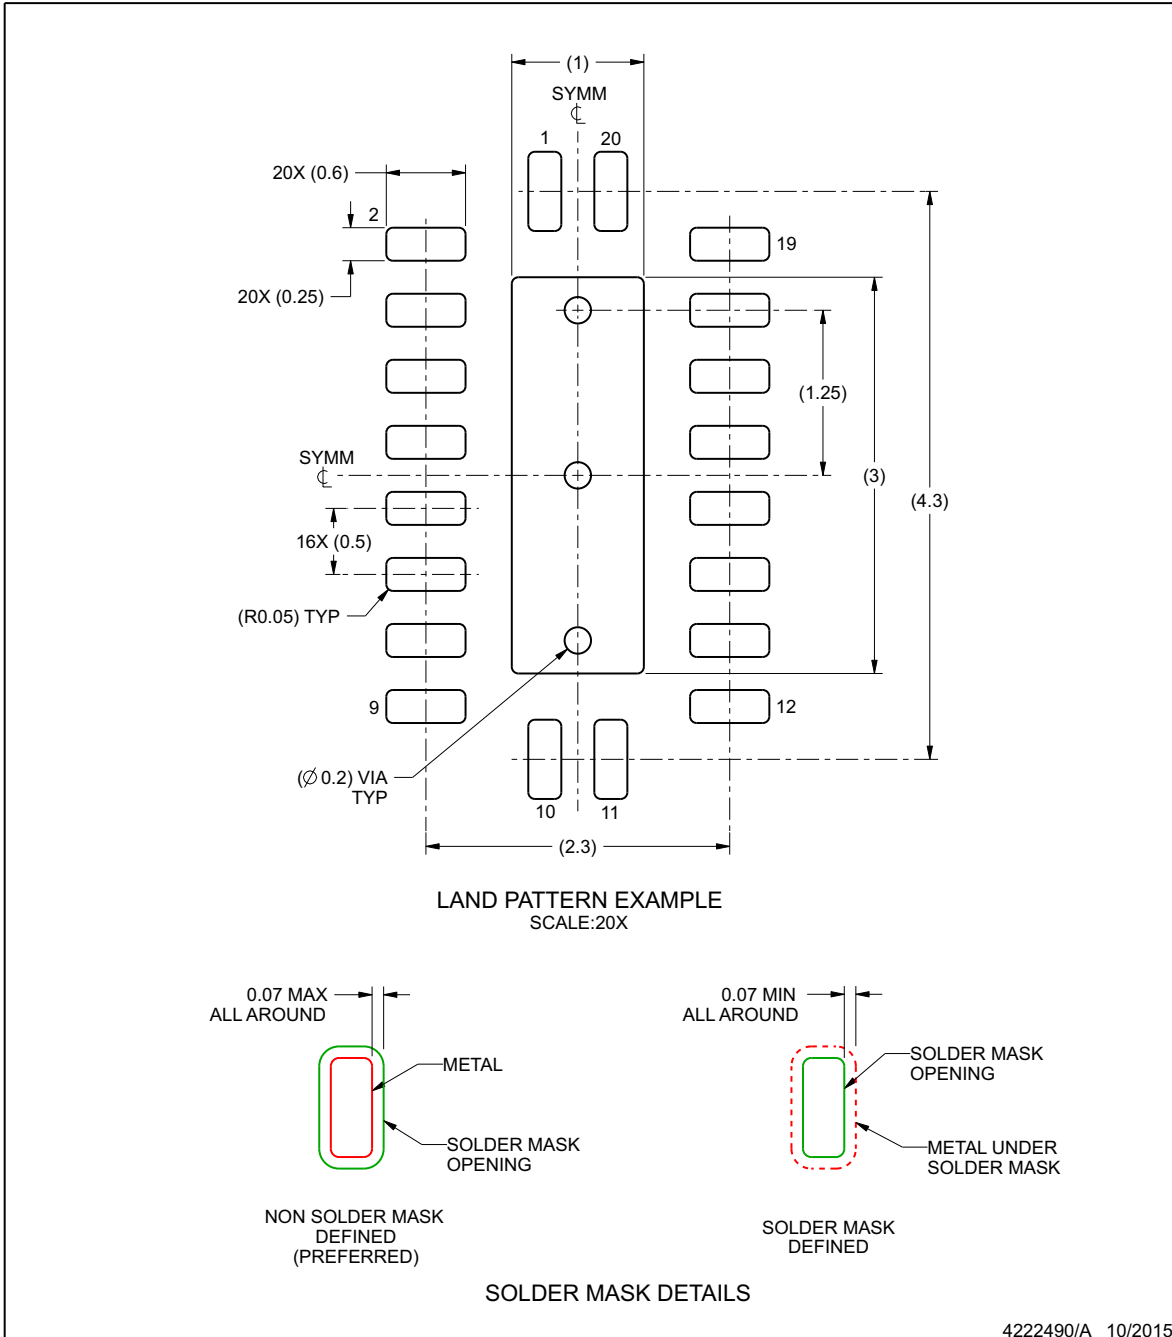 (1)
SYMM
1
20
20X (0.6)
2
19
20X (0.25)
(1.25)
SYMM
(3)
(4.3)
16X (0.5)
(R0.05) TYP
9
12
(∅ 0.2) VIA
TYP
10
11
(2.3)
LAND PATTERN EXAMPLE
SCALE:20X
0.07 MAX
ALL AROUND
METAL
SOLDER MASK
OPENING
NON SOLDER MASK
DEFINED
(PREFERRED)
0.07 MIN
ALL AROUND
SOLDER MASK
OPENING
METAL UNDER
SOLDER MASK
SOLDER MASK
DEFINED
SOLDER MASK DETAILS
4222490/A 10/2015